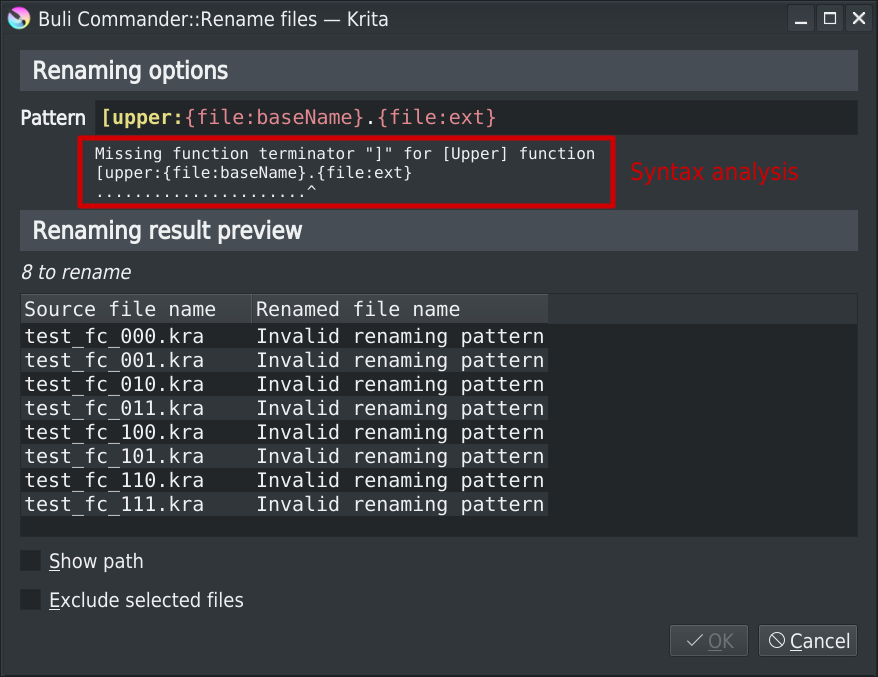 Buli Commander::Rename files — Krita
Renaming options
Pattern [upper:{file:baseName}.{file:ext}
Missing function terminator "]" for [Upper] function
[upper:{file:baseName}.{file:ext}
......................^
Syntax analysis
Renaming result preview
8 to rename
Source file name Renamed file name
test_fc_000.kra Invalid renaming pattern
test_fc_001.kra Invalid renaming pattern
test_fc_010.kra Invalid renaming pattern
test_fc_011.kra Invalid renaming pattern
test_fc_100.kra Invalid renaming pattern
test_fc_101.kra Invalid renaming pattern
test_fc_110.kra Invalid renaming pattern
test_fc_111.kra Invalid renaming pattern
Show path
Exclude selected files
OK Cancel